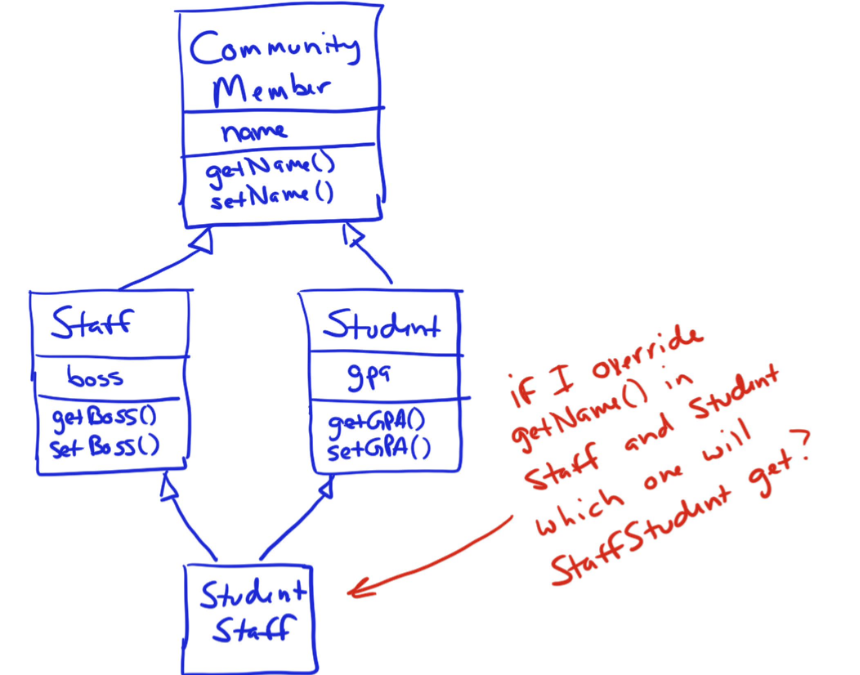 Community
Member
name
getName()
setName()
Staff
boss
getBoss()
setBoss()
Student
gpa
getGPA()
setGPA()
if I override
getName() in
Staff and Student
which one will
StaffStudent get?
Student
Staff